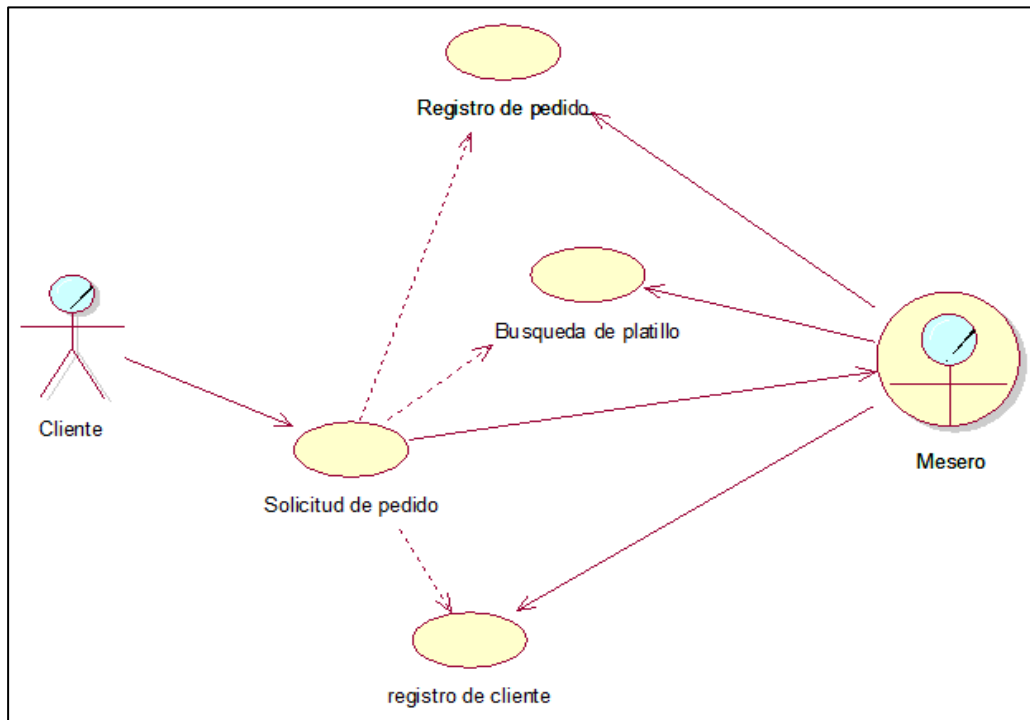 Registro de pedido
Busqueda de platillo
Cliente
Mesero
Solicitud de pedido
registro de cliente